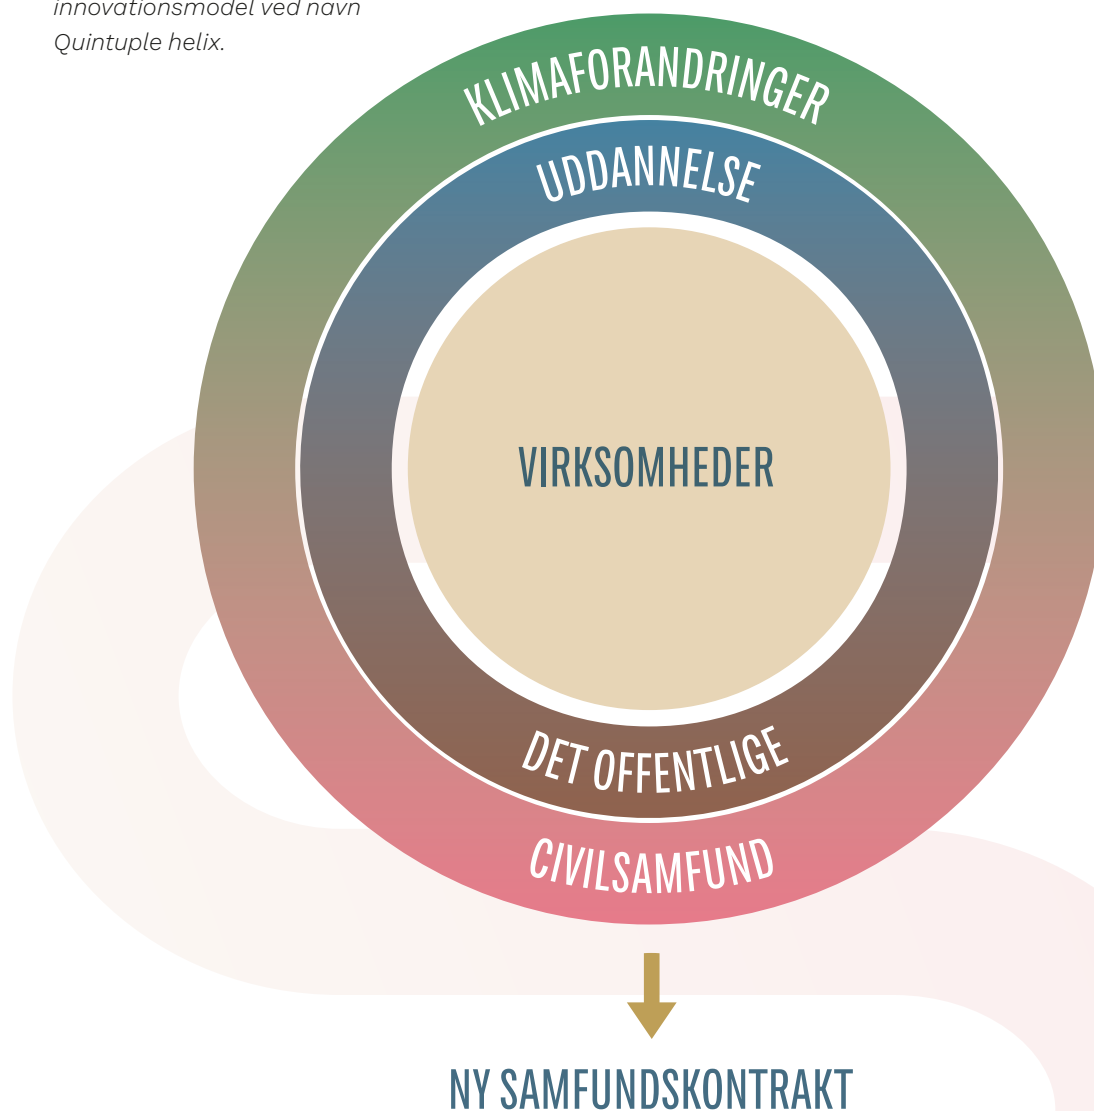 innovationsmodel ved navn
Quintuple helix.
KLIMAFORANDRINGER
UDDANNELSE
VIRKSOMHEDER
DET OFFENTLIGE
CIVILSAMFUND
NY SAMFUNDSKONTRAKT